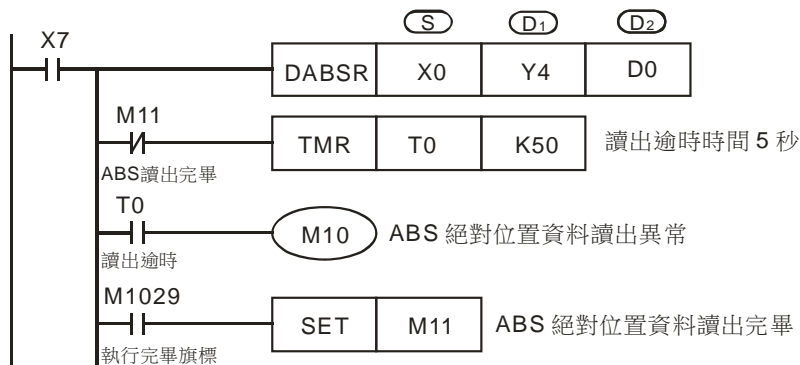 S D1 D2
X7
DABSR X0 Y4 D0
M11
TMR T0 K50 讀出逾時時間 5 秒
ABS讀出完畢
T0
M10 ABS 絕對位置資料讀出異常
讀出逾時
M1029
SET M11 ABS 絕對位置資料讀出完畢
執行完畢旗標